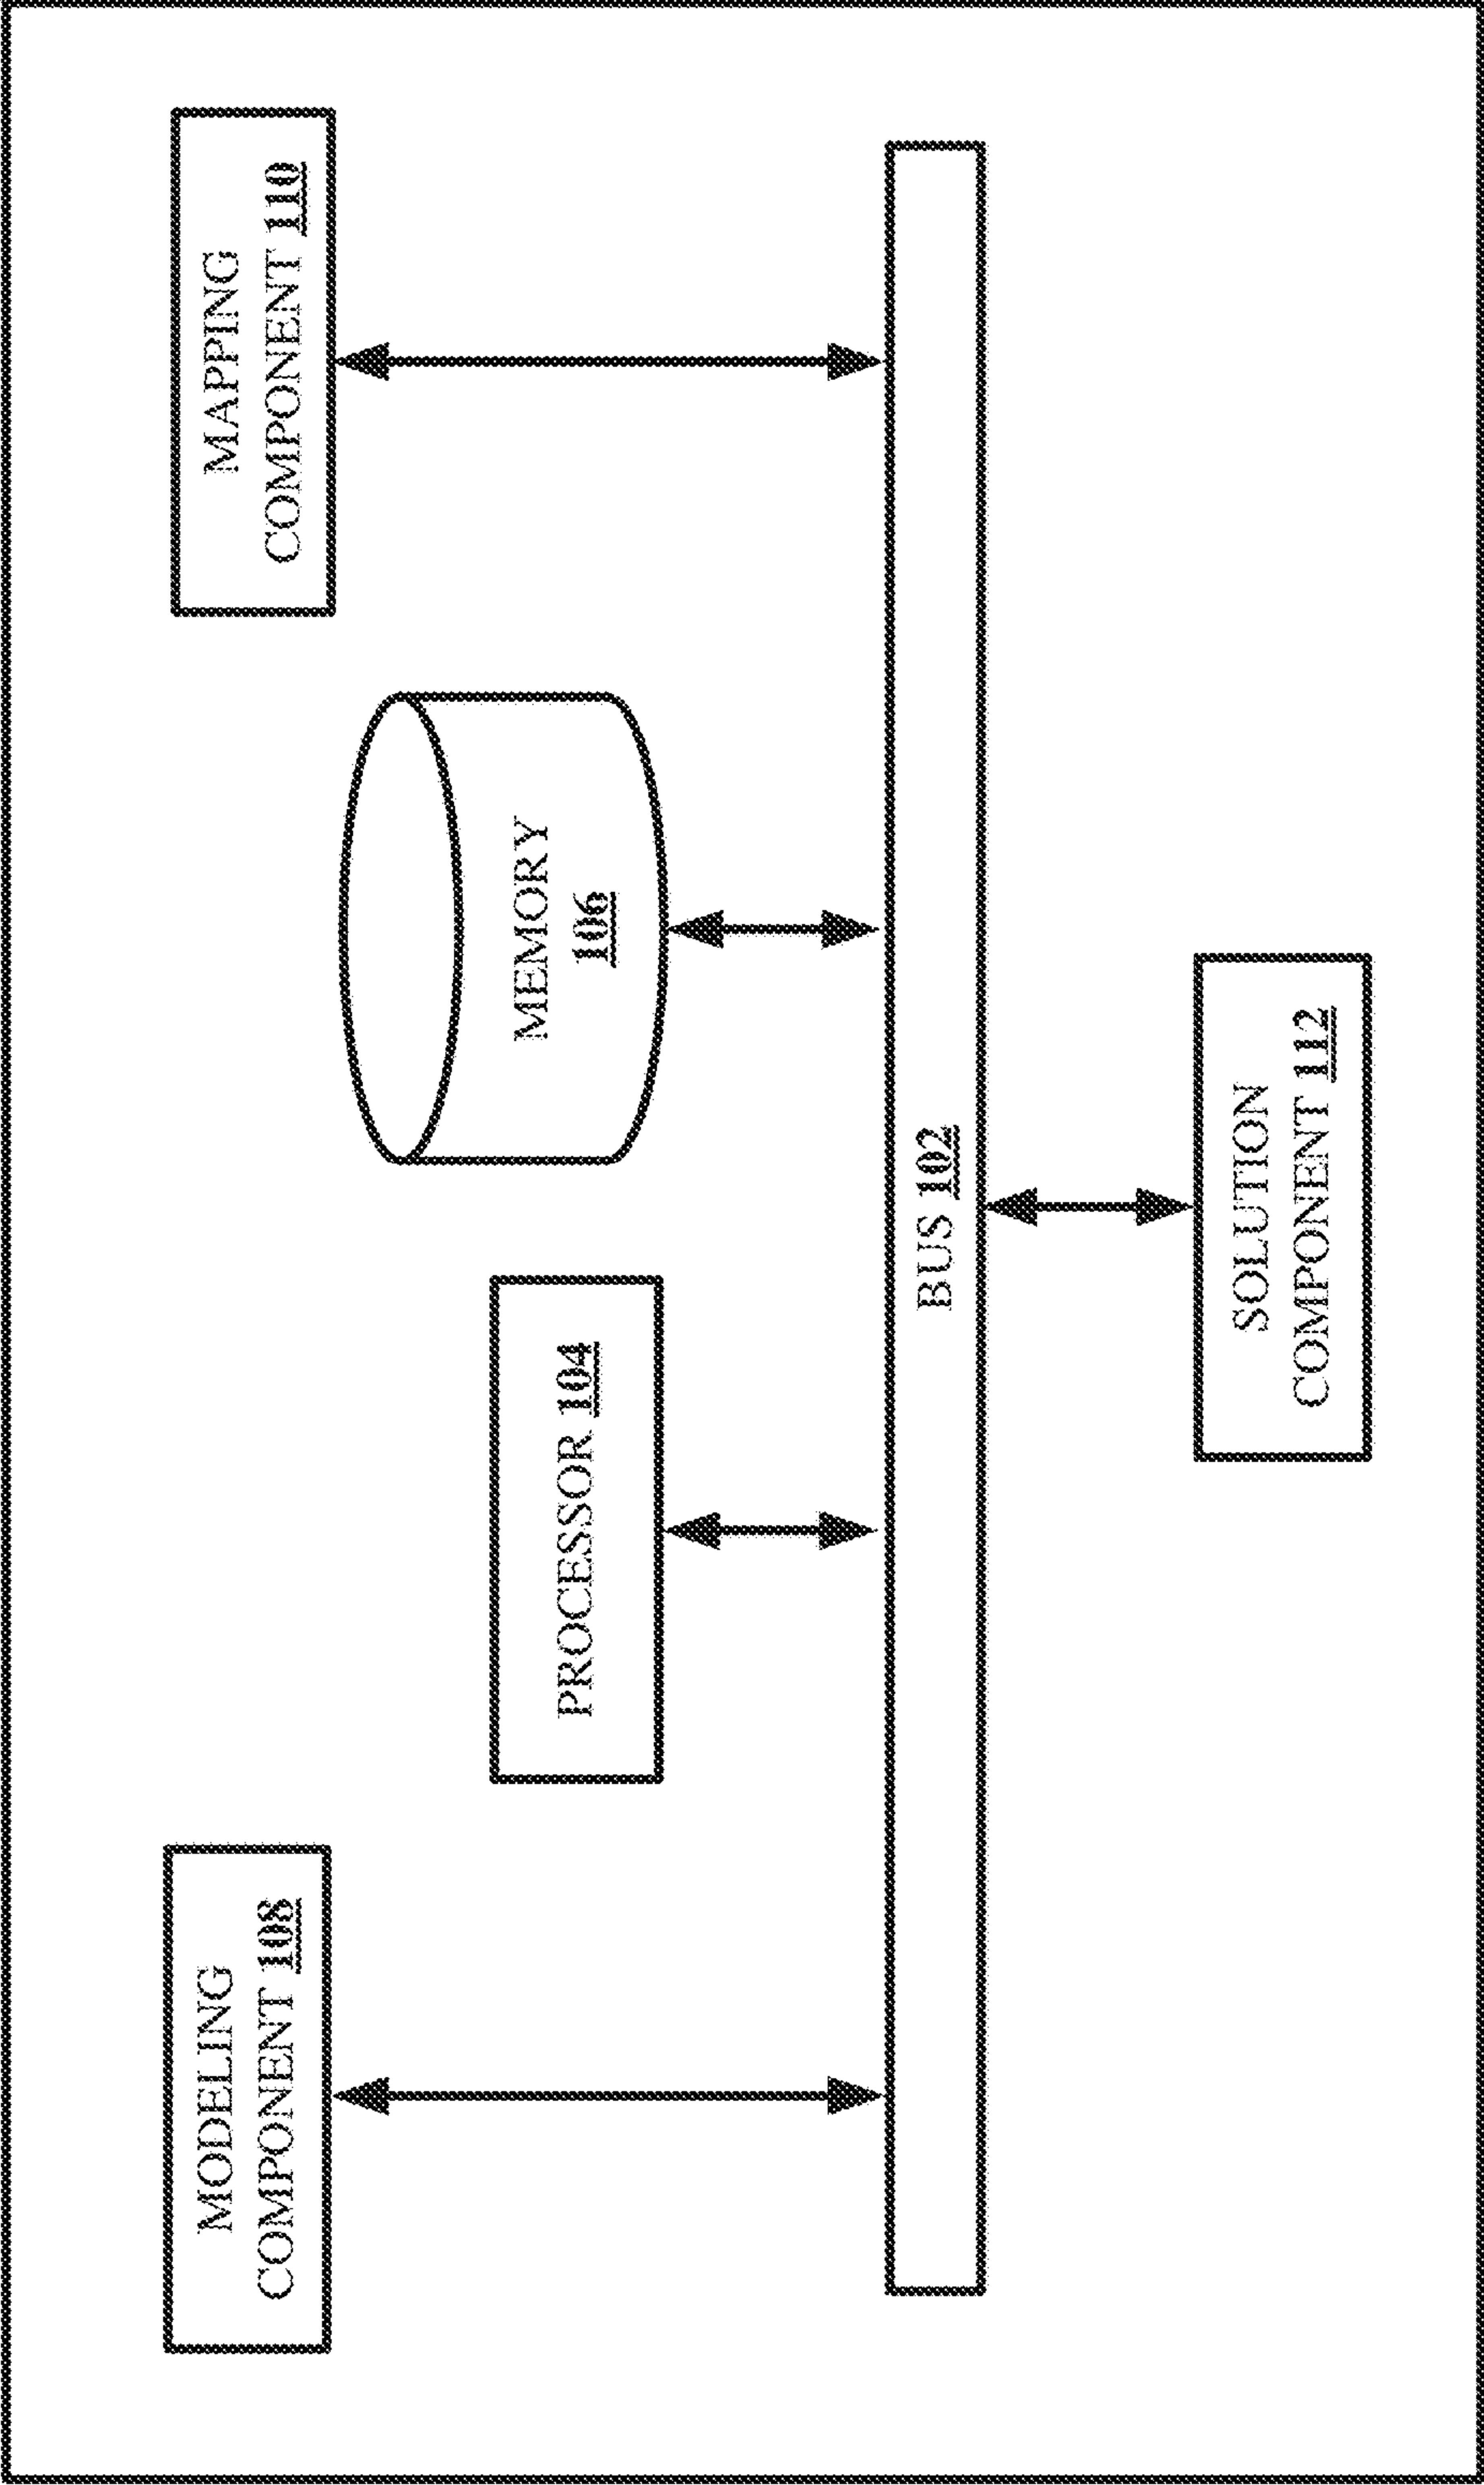 MODELING
COMPONENT 108
PROCESSOR 104
MEMORY
106
MAPPING
COMPONENT 110
BUS 102
SOLUTION
COMPONENT 112